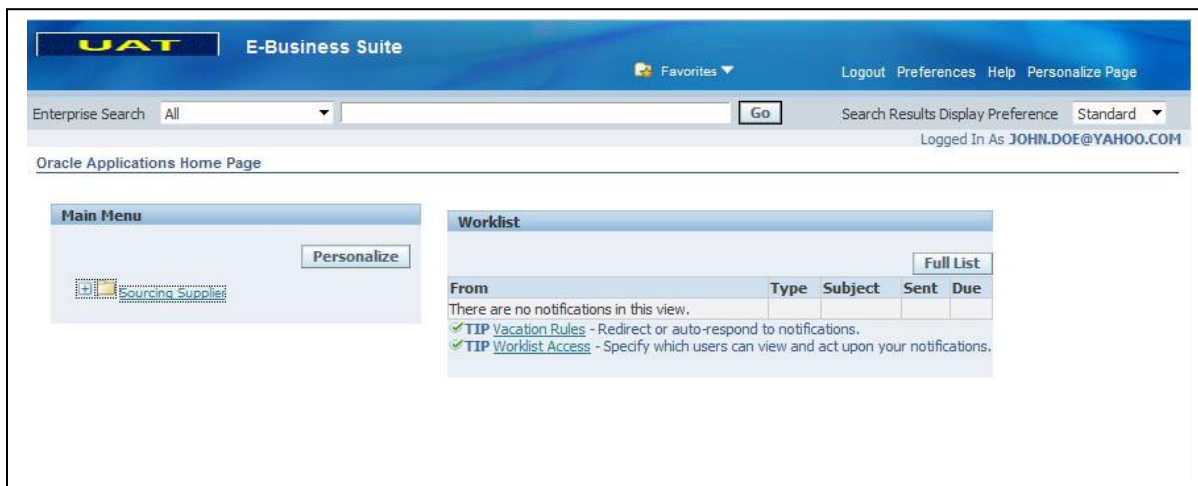 UAT E-Business Suite
Favorites Logout Preferences Help Personalize Page
Enterprise Search All Go Search Results Display Preference Standard
Logged In As JOHN.DOE@YAHOO.COM
Oracle Applications Home Page
Main Menu
Personalize
Sourcing Supplier
Worklist
Full List
From Type Subject Sent Due
There are no notifications in this view.
TIP Vacation Rules - Redirect or auto-respond to notifications.
TIP Worklist Access - Specify which users can view and act upon your notifications.